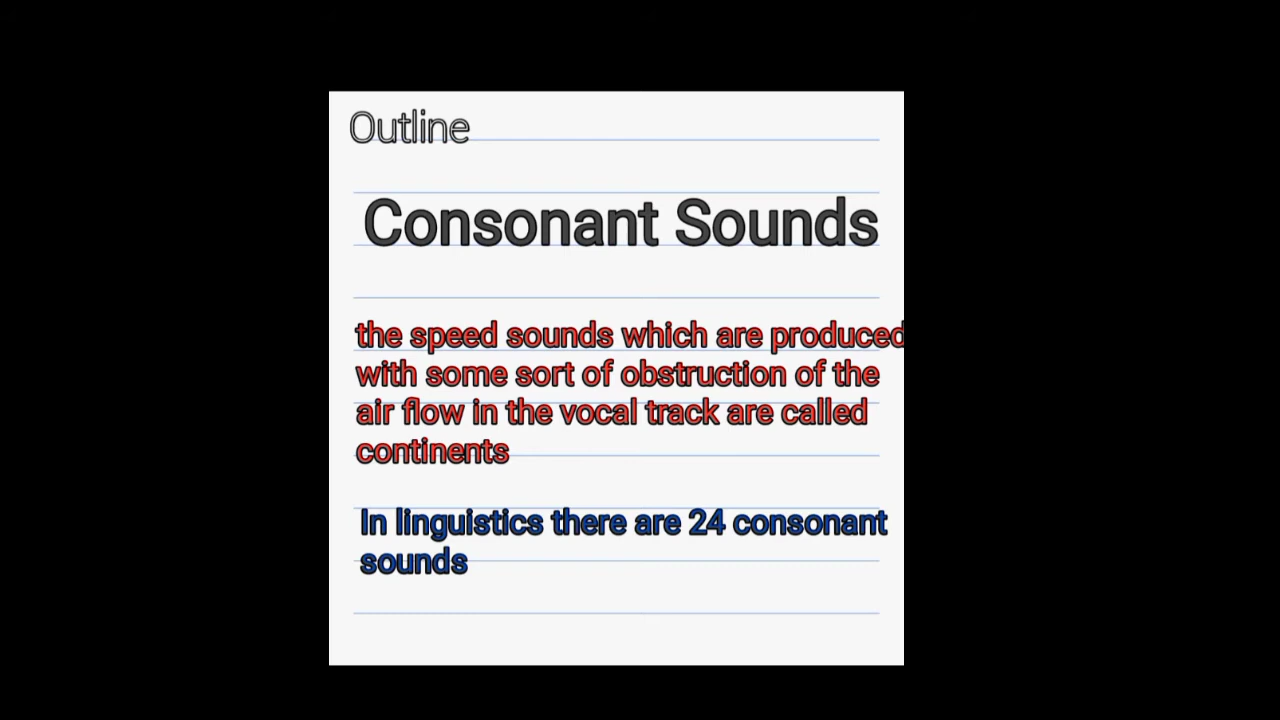 Outline
Consonant Sounds
the speed sounds which are produced
with some sort of obstruction of the
air flow in the vocal track are called
continents
In linguistics there are 24 consonant
sounds